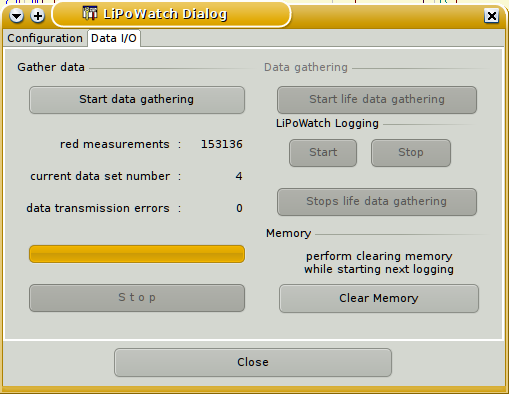 LiPoWatch Dialog
Configuration Data I/O
Gather data
Start data gathering
red measurements : 153136
current data set number : 4
data transmission errors : 0
S t o p
Data gathering
Start life data gathering
LiPoWatch Logging
Start Stop
Stops life data gathering
Memory
perform clearing memory
while starting next logging
Clear Memory
Close